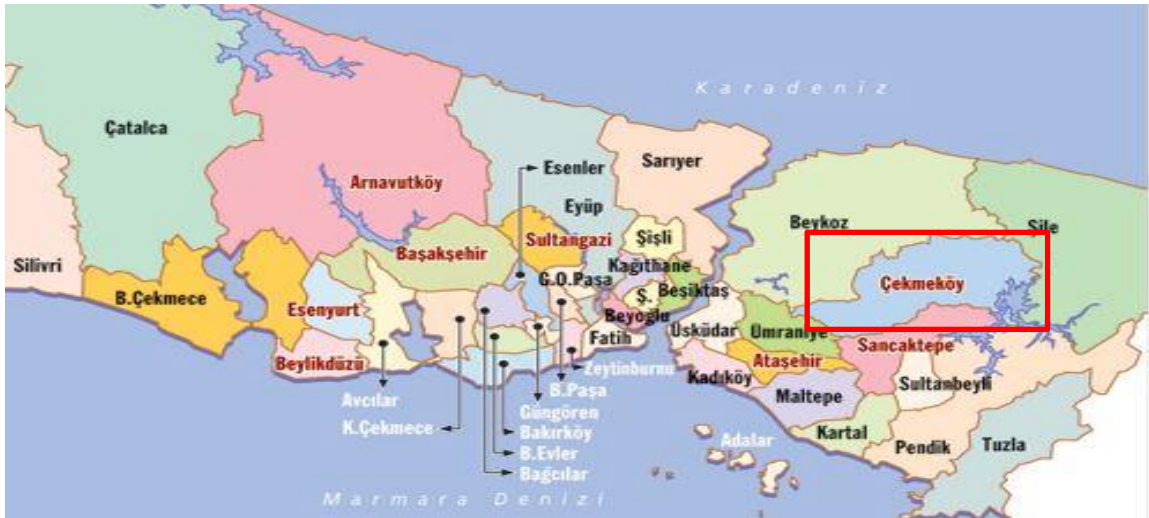 Karadeniz
Çatalca
Esenler
Sarıyer
Arnavutköy
Eyüp
Beykoz
Şile
Sultangazi
Şişli
Başakşehir
Silivri
Kağıthane
G.O.Paşa
Çekmeköy
B.Çekmece
Ş.
Beşiktaş
Esenyurt
Beyoğlu
Fatih
Üsküdar
Ümraniye
Sancaktepe
Beylikdüzü
Zeytinburnu
Ataşehir
Kadıköy
Sultanbeyli
B.Paşa
Maltepe
Avcılar
Güngören
K.Çekmece
Bakırköy
Kartal
Adalar
Pendik
Tuzla
B.Evler
Bağcılar
Marmara Denizi